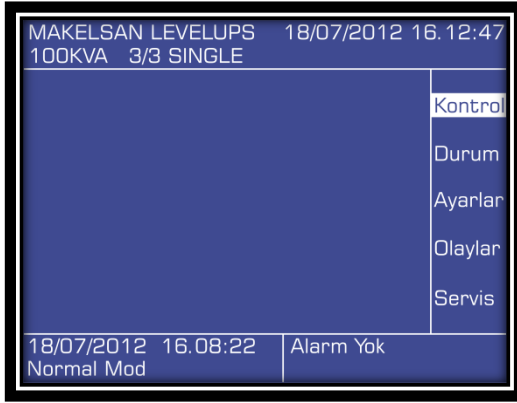 MAKELSAN LEVELUPS 18/07/2012 16.12:47
100KVA 3/3 SINGLE
Kontrol
Durum
Ayarlar
Olaylar
Servis
18/07/2012 16.08:22 Alarm Yok
Normal Mod